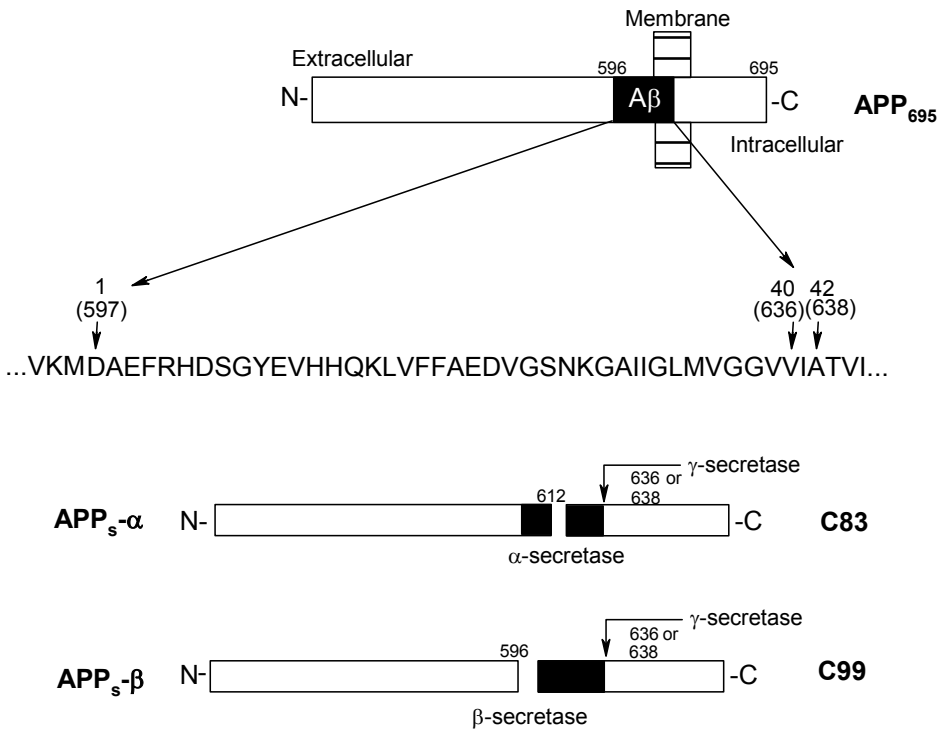 Membrane
Extracellular
596
695
N-
Aβ
-C
APP695
Intracellular
1
(597)
40
(636)
42
(638)
...VKMDAEFRHDSGYEVHHQKLVFFAEDVGSNKGAIIGLMVGGVVIATVI...
γ-secretase
636 or
638
612
APPs-α
N-
-C
C83
α-secretase
γ-secretase
636 or
638
596
APPs-β
N-
-C
C99
β-secretase